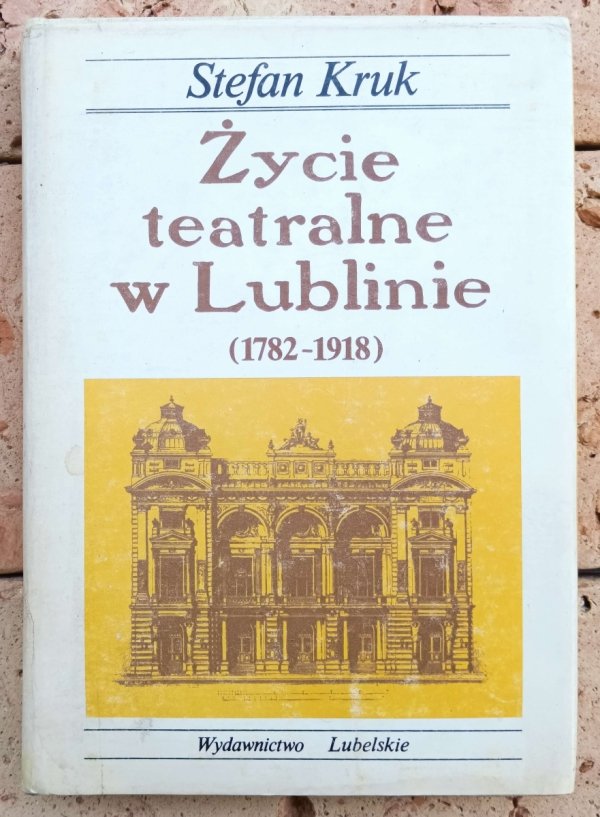 Stefan Kruk
Życie
teatralne
w Lublinie
(1782-1918)
Wydawnictwo Lubelskie